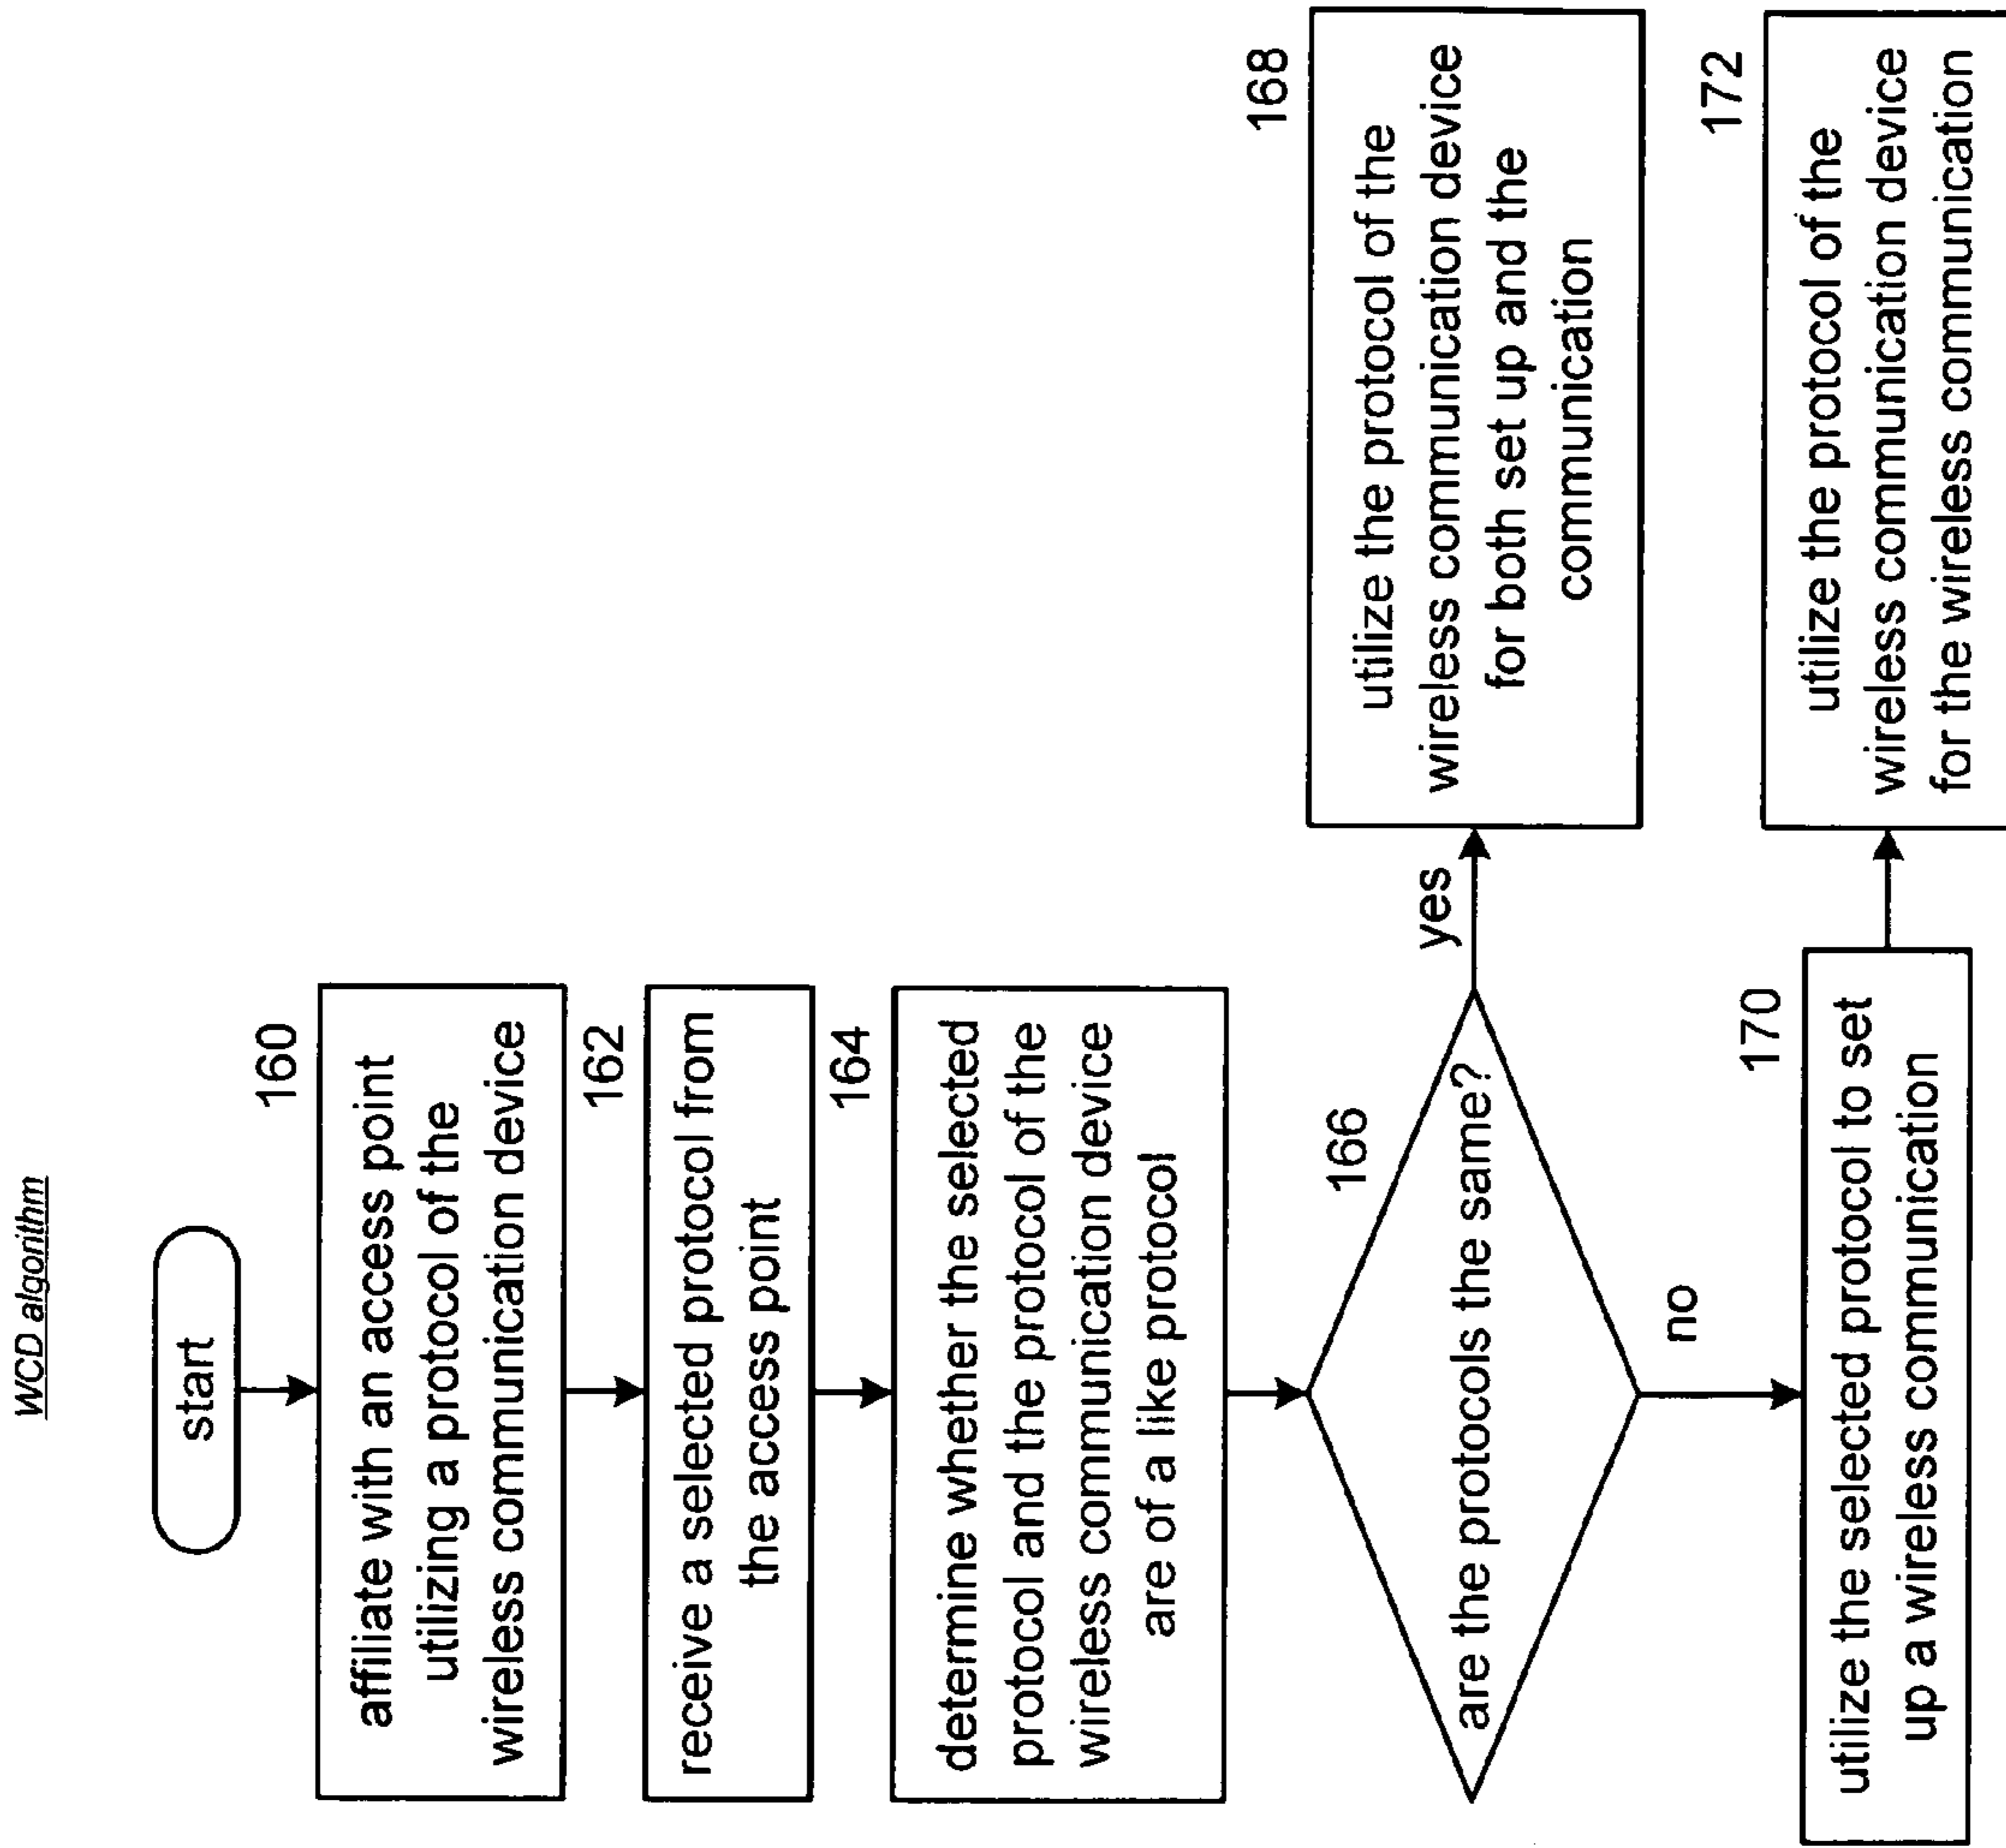 WCD algorithm
start
160
affiliate with an access point
utilizing a protocol of the
wireless communication device
162
receive a selected protocol from
the access point
164
determine whether the selected
protocol and the protocol of the
wireless communication device
are of a like protocol
166
are the protocols the same?
yes
168
utilize the protocol of the
wireless communication device
for both set up and the
communication
no
170
utilize the selected protocol to set
up a wireless communication
172
utilize the protocol of the
wireless communication device
for the wireless communication